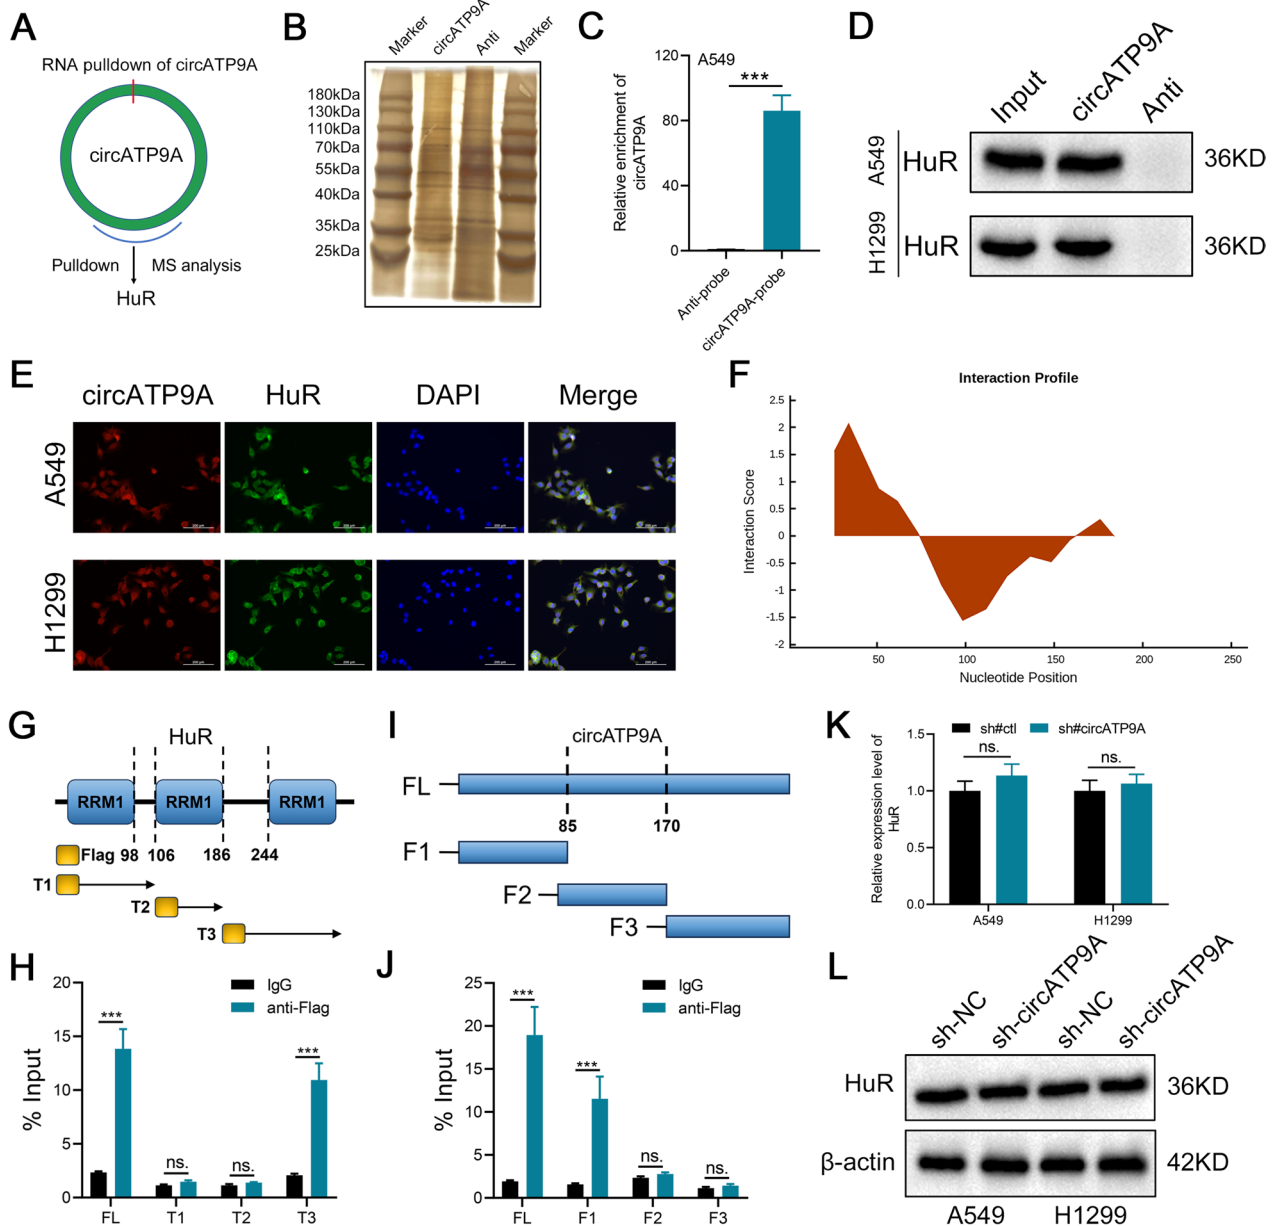 A
RNA pulldown of circATP9A
circATP9A
Pulldown
MS analysis
HuR
B
Marker
circATP9A
Anti
Marker
180kDa
130kDa
110kDa
70kDa
55kDa
40kDa
35kDa
25kDa
C
A549
***
Relative enrichment of
circATP9A
120
80
40
0
Anti-probe
circATP9A-probe
D
Input
circATP9A
Anti
A549
HuR
36KD
H1299
HuR
36KD
E
circATP9A
HuR
DAPI
Merge
A549
H1299
F
Interaction Profile
Interaction Score
2.5
2
1.5
1
0.5
0
-0.5
-1
-1.5
-2
50
100
150
200
250
Nucleotide Position
G
HuR
RRM1
RRM1
RRM1
Flag
98
106
186
244
T1
T2
T3
H
% Input
20
15
10
5
0
IgG
anti-Flag
***
ns.
ns.
***
FL
T1
T2
T3
I
circATP9A
FL
85
170
F1
F2
F3
J
% Input
25
20
15
10
5
0
IgG
anti-Flag
***
***
ns.
ns.
FL
F1
F2
F3
K
sh#ctl
sh#circATP9A
Relative expression level of
HuR
1.5
1.0
0.5
0.0
ns.
ns.
A549
H1299
L
sh-NC
sh-circATP9A
sh-NC
sh-circATP9A
HuR
36KD
β-actin
42KD
A549
H1299